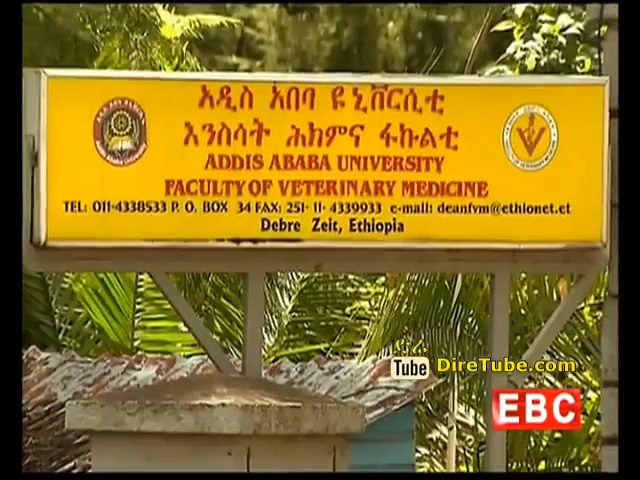 አዲስ አበባ ዩኒቨርሲቲ
እንስሳት ሕክምና ፋኩልቲ
ADDIS ABABA UNIVERSITY
FACULTY OF VETERINARY MEDICINE
TEL: 011-4338533 P. O. BOX 34 FAX: 251-11-4339933 e-mail: deanfvm@ethionet.et
Debre Zeit, Ethiopia
ድሬ
Tube DireTube.com
EBC